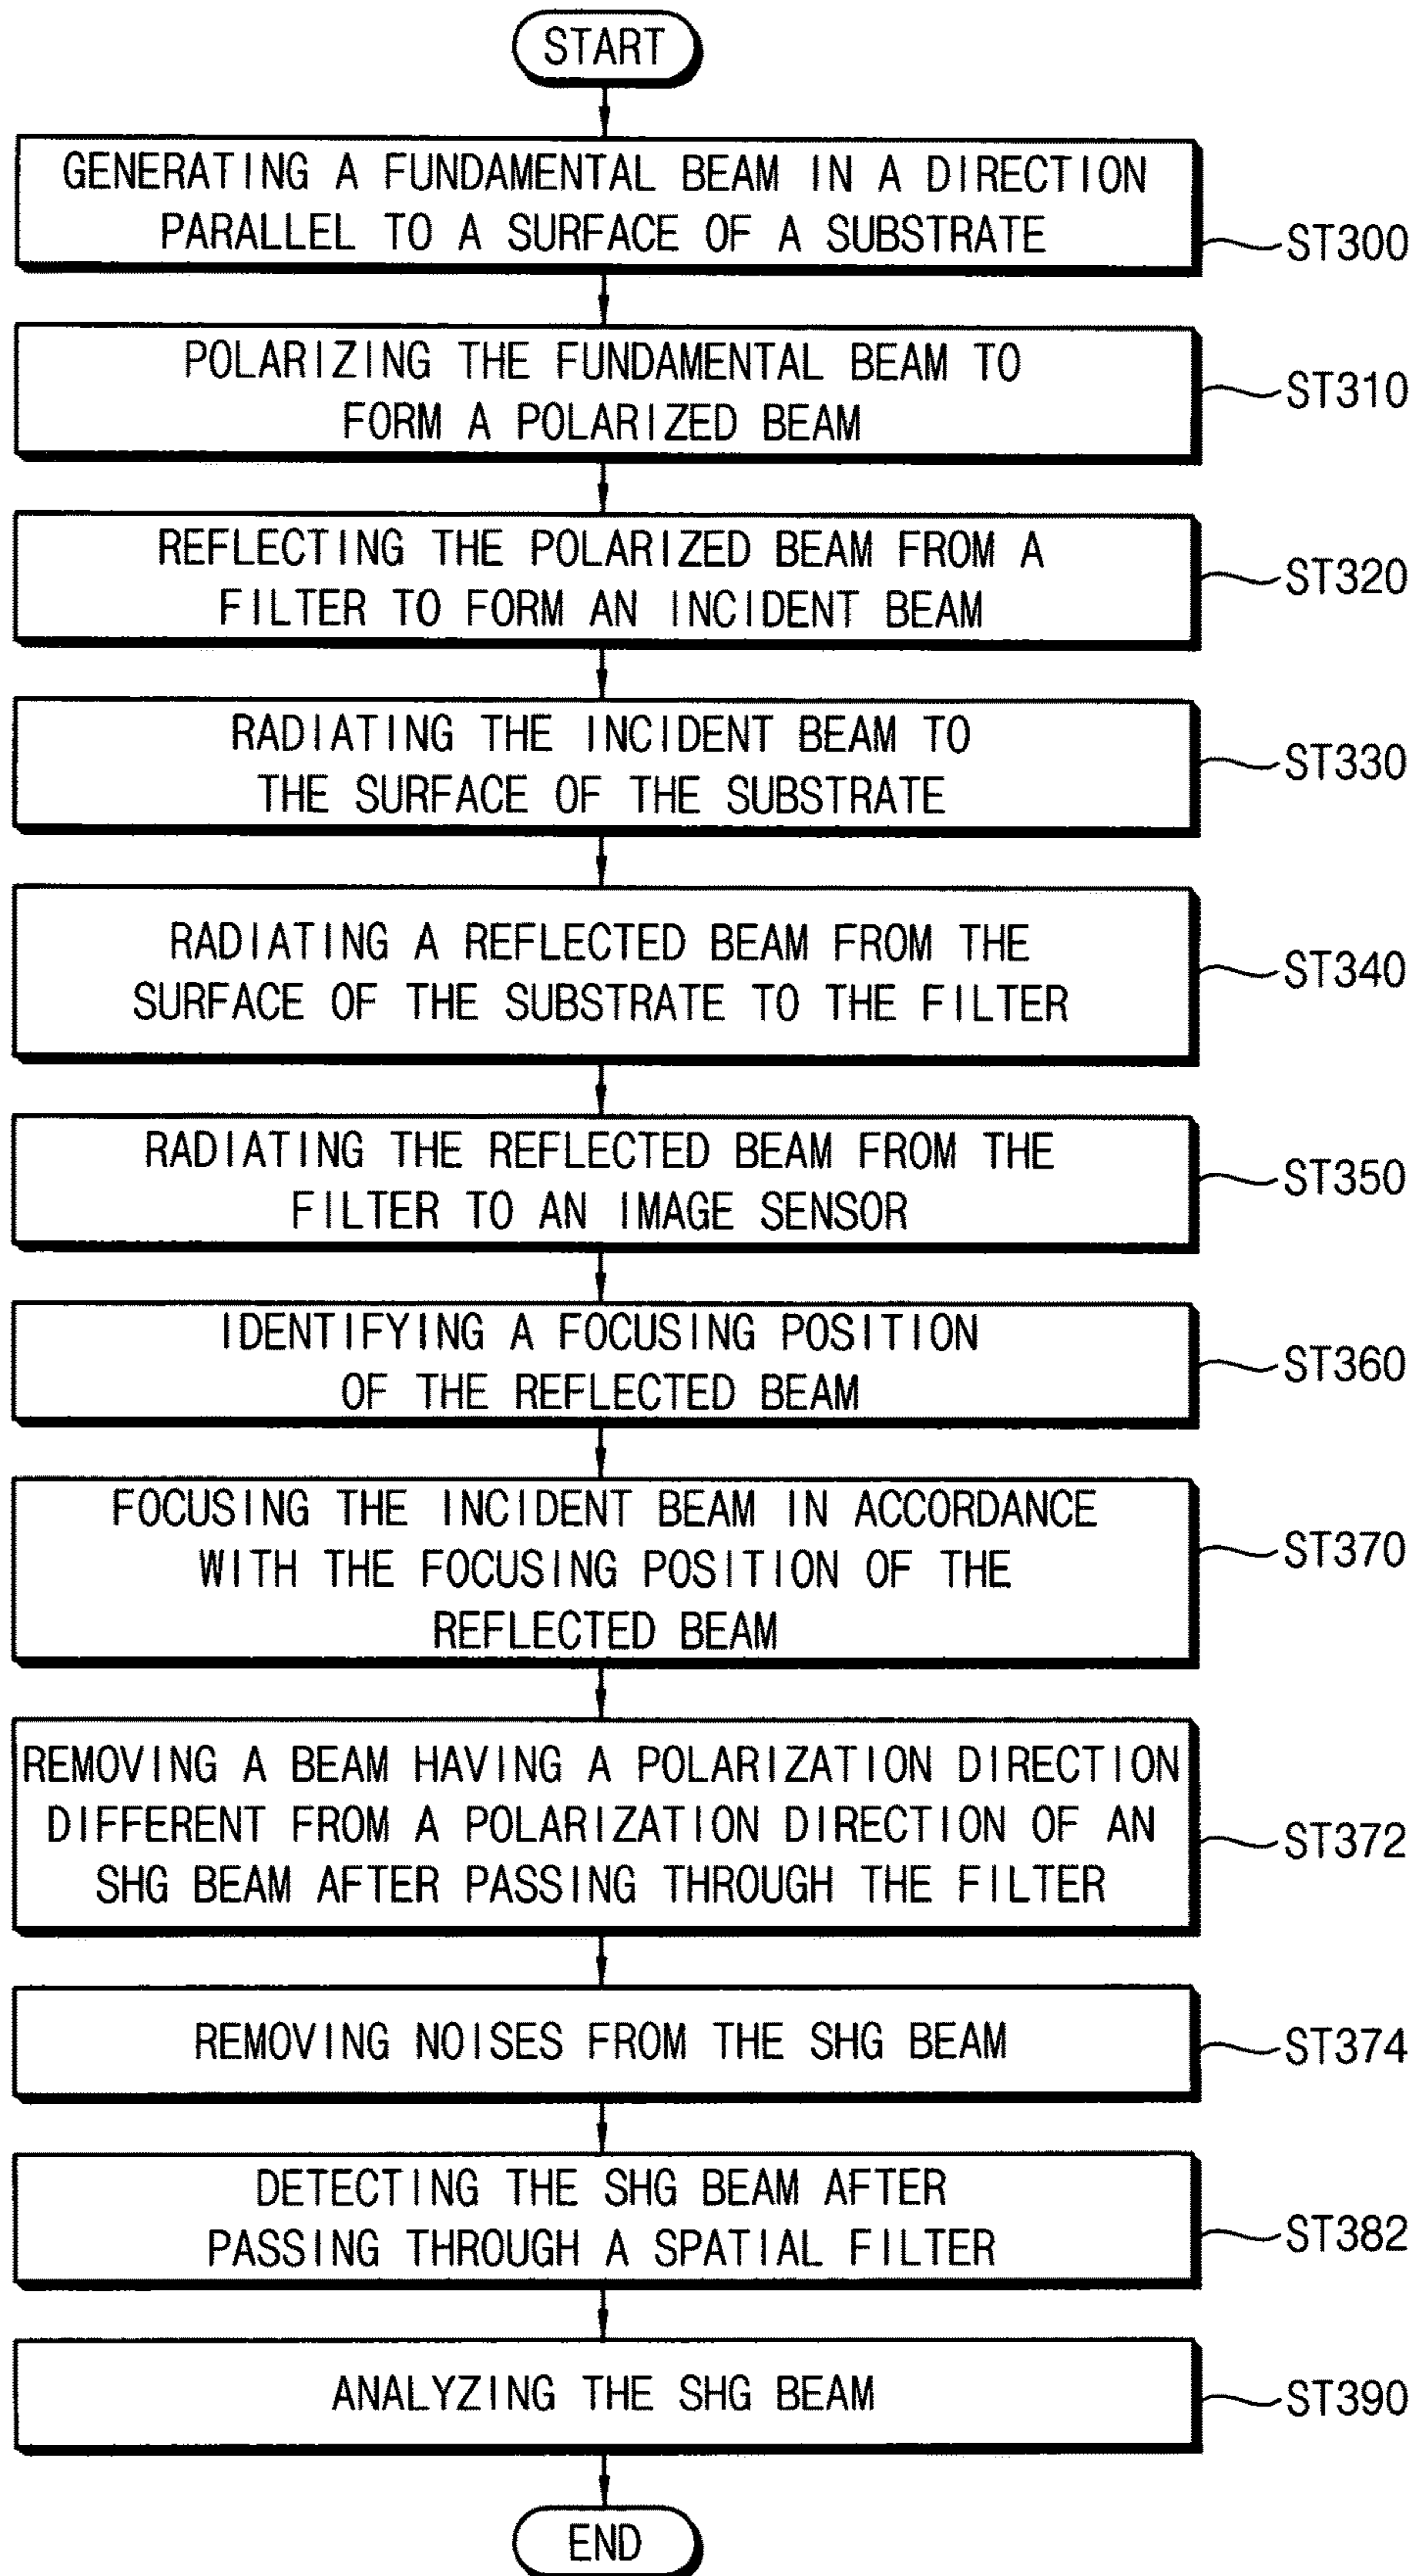 START
GENERATING A FUNDAMENTAL BEAM IN A DIRECTION
PARALLEL TO A SURFACE OF A SUBSTRATE
ST300
POLARIZING THE FUNDAMENTAL BEAM TO
FORM A POLARIZED BEAM
ST310
REFLECTING THE POLARIZED BEAM FROM A
FILTER TO FORM AN INCIDENT BEAM
ST320
RADIATING THE INCIDENT BEAM TO
THE SURFACE OF THE SUBSTRATE
ST330
RADIATING A REFLECTED BEAM FROM THE
SURFACE OF THE SUBSTRATE TO THE FILTER
ST340
RADIATING THE REFLECTED BEAM FROM THE
FILTER TO AN IMAGE SENSOR
ST350
IDENTIFYING A FOCUSING POSITION
OF THE REFLECTED BEAM
ST360
FOCUSING THE INCIDENT BEAM IN ACCORDANCE
WITH THE FOCUSING POSITION OF THE
REFLECTED BEAM
ST370
REMOVING A BEAM HAVING A POLARIZATION DIRECTION
DIFFERENT FROM A POLARIZATION DIRECTION OF AN
SHG BEAM AFTER PASSING THROUGH THE FILTER
ST372
REMOVING NOISES FROM THE SHG BEAM
ST374
DETECTING THE SHG BEAM AFTER
PASSING THROUGH A SPATIAL FILTER
ST382
ANALYZING THE SHG BEAM
ST390
END